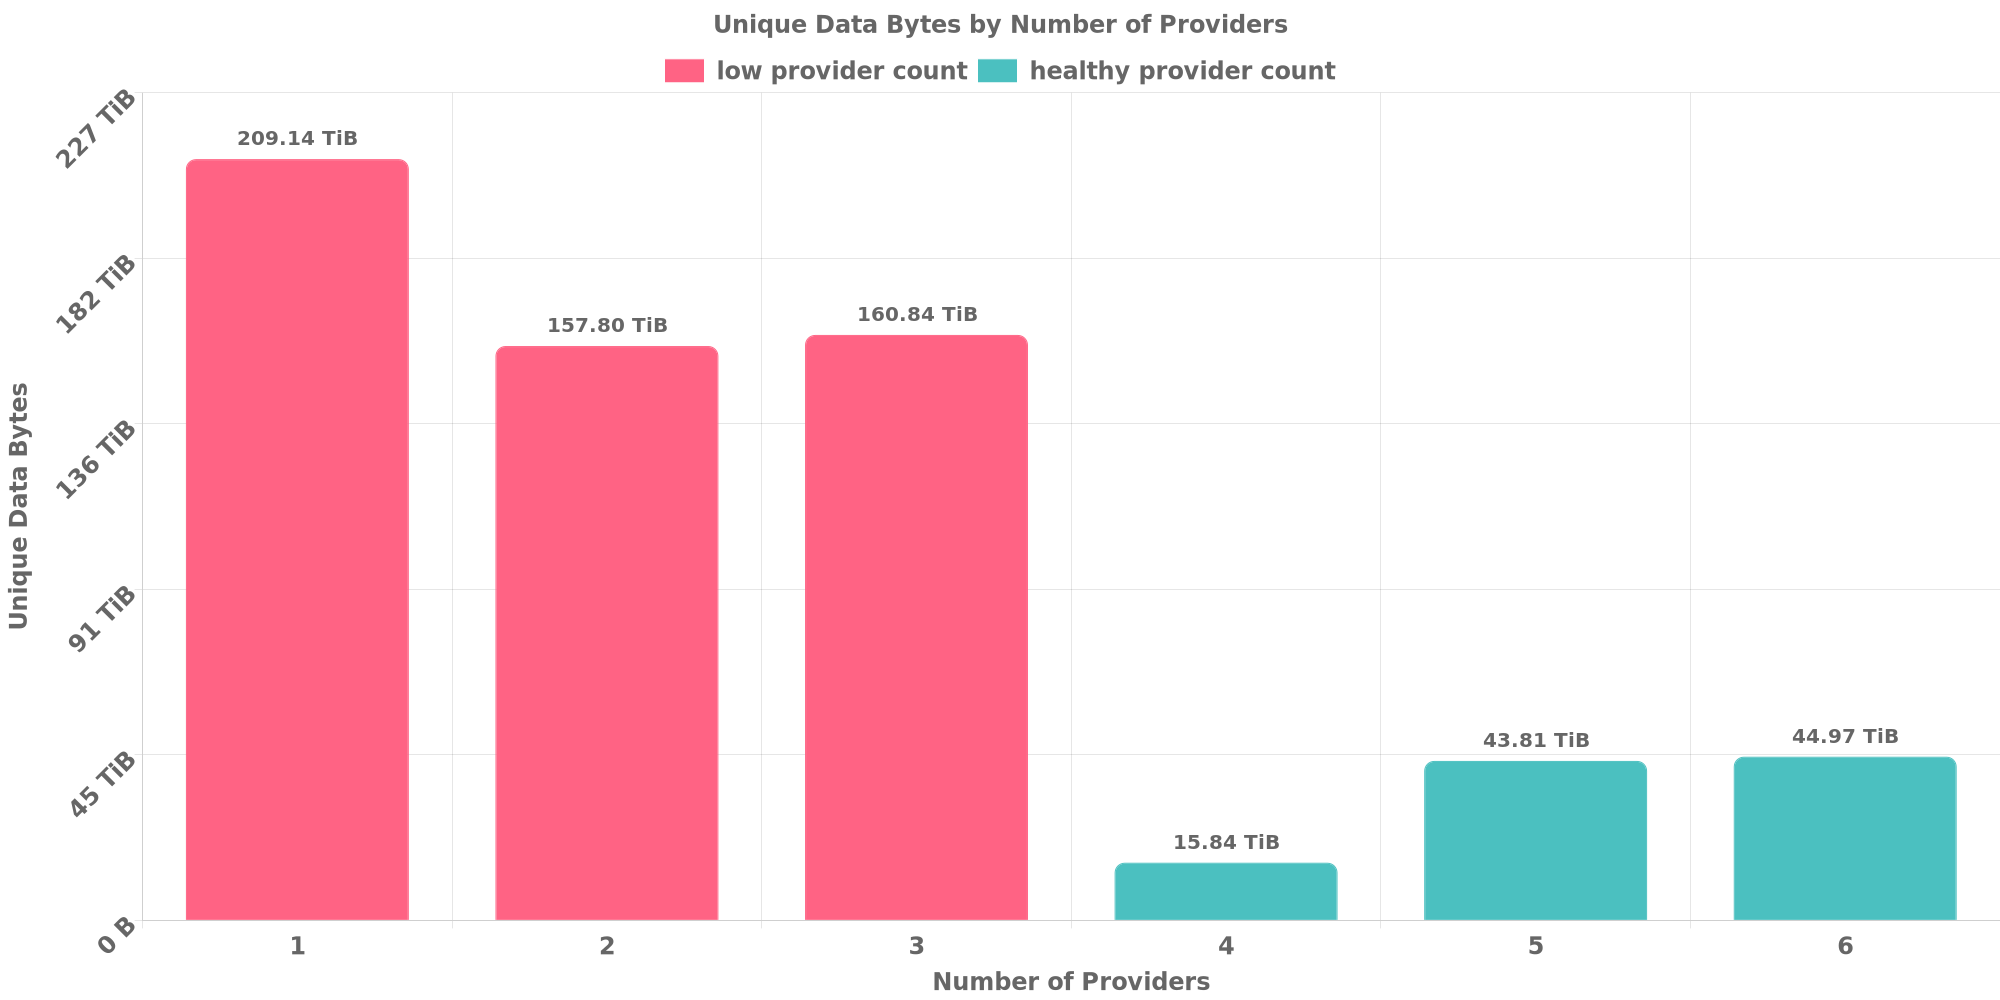 Unique Data Bytes by Number of Providers
low provider count healthy provider count
227 TiB
182 TiB
136 TiB
91 TiB
45 TiB
0 B
Unique Data Bytes
209.14 TiB
157.80 TiB
160.84 TiB
15.84 TiB
43.81 TiB
44.97 TiB
1 2 3 4 5 6
Number of Providers